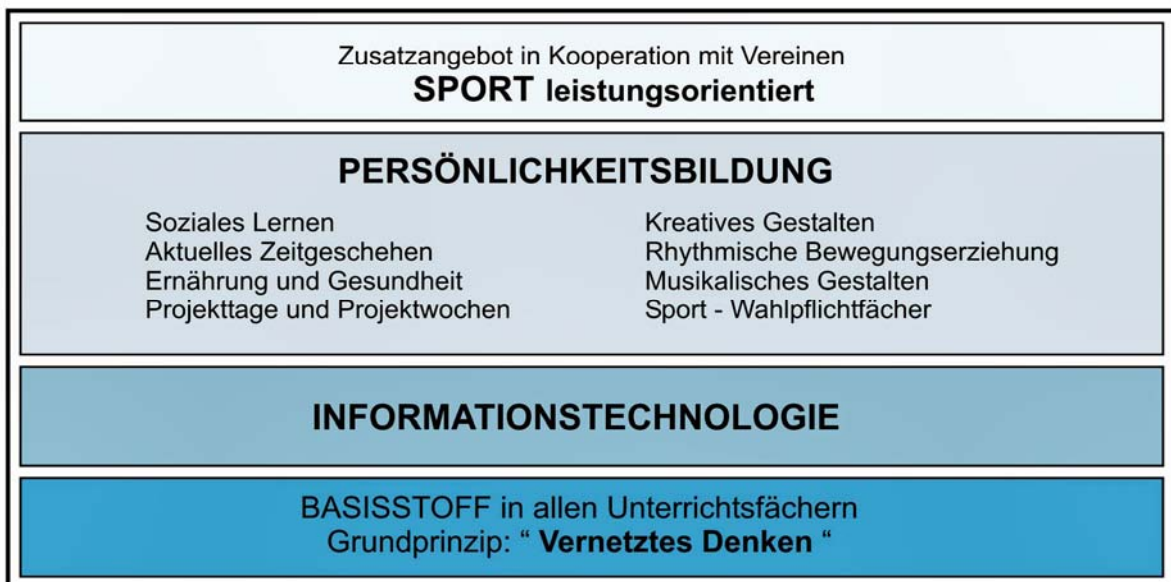 Zusatzangebot in Kooperation mit Vereinen
SPORT leistungsorientiert
PERSÖNLICHKEITSBILDUNG
Soziales Lernen
Aktuelles Zeitgeschehen
Ernährung und Gesundheit
Projekttage und Projektwochen
Kreatives Gestalten
Rhythmische Bewegungserziehung
Musikalisches Gestalten
Sport - Wahlpflichtfächer
INFORMATIONSTECHNOLOGIE
BASISSTOFF in allen Unterrichtsfächern
Grundprinzip: “ Vernetztes Denken “